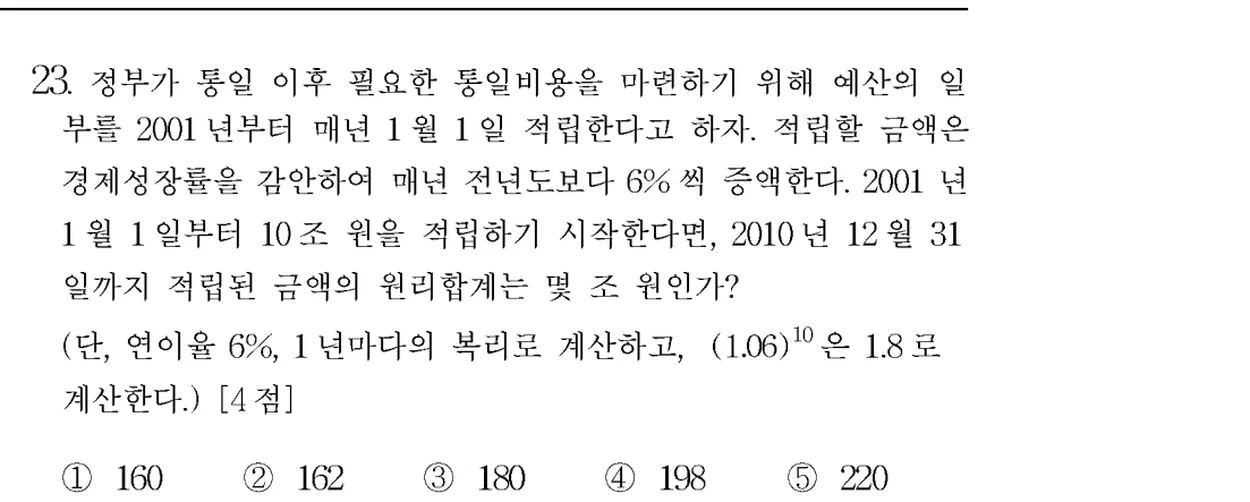 23. 정부가 통일 이후 필요한 통일비용을 마련하기 위해 예산의 일
부를 2001년부터 매년 1월 1일 적립한다고 하자. 적립할 금액은
경제성장률을 감안하여 매년 전년도보다 6%씩 증액한다. 2001년
1월 1일부터 10조 원을 적립하기 시작한다면, 2010년 12월 31
일까지 적립된 금액의 원리합계는 몇 조 원인가?
(단, 연이율 6%, 1년마다의 복리로 계산하고, (1.06)¹⁰은 1.8로
계산한다.) [4점]
① 160 ② 162 ③ 180 ④ 198 ⑤ 220